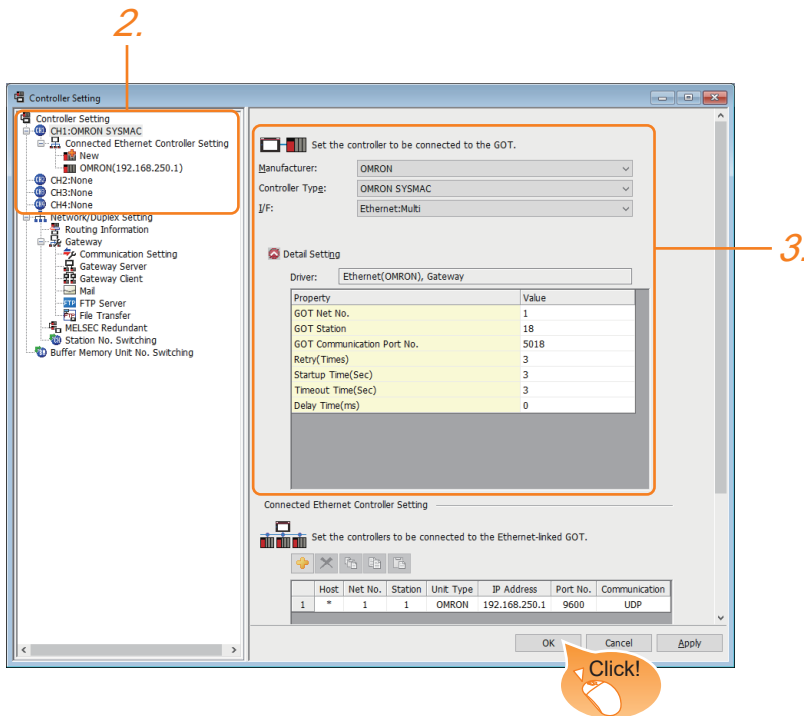 2.
Controller Setting
Controller Setting
CH1:OMRON SYSMAC
Connected Ethernet Controller Setting
New
OMRON(192.168.250.1)
CH2:None
CH3:None
CH4:None
Network/Duplex Setting
Routing Information
Gateway
Communication Setting
Gateway Server
Gateway Client
Mail
FTP Server
File Transfer
MELSEC Redundant
Station No. Switching
Buffer Memory Unit No. Switching
Set the controller to be connected to the GOT.
Manufacturer: OMRON
Controller Type: OMRON SYSMAC
I/F: Ethernet:Multi
3.
Detail Setting
Driver: Ethernet(OMRON), Gateway
Property Value
GOT Net No. 1
GOT Station 18
GOT Communication Port No. 5018
Retry(Times) 3
Startup Time(Sec) 3
Timeout Time(Sec) 3
Delay Time(ms) 0
Connected Ethernet Controller Setting
Set the controllers to be connected to the Ethernet-linked GOT.
Host Net No. Station Unit Type IP Address Port No. Communication
1 * 1 1 OMRON 192.168.250.1 9600 UDP
OK Cancel Apply
Click!